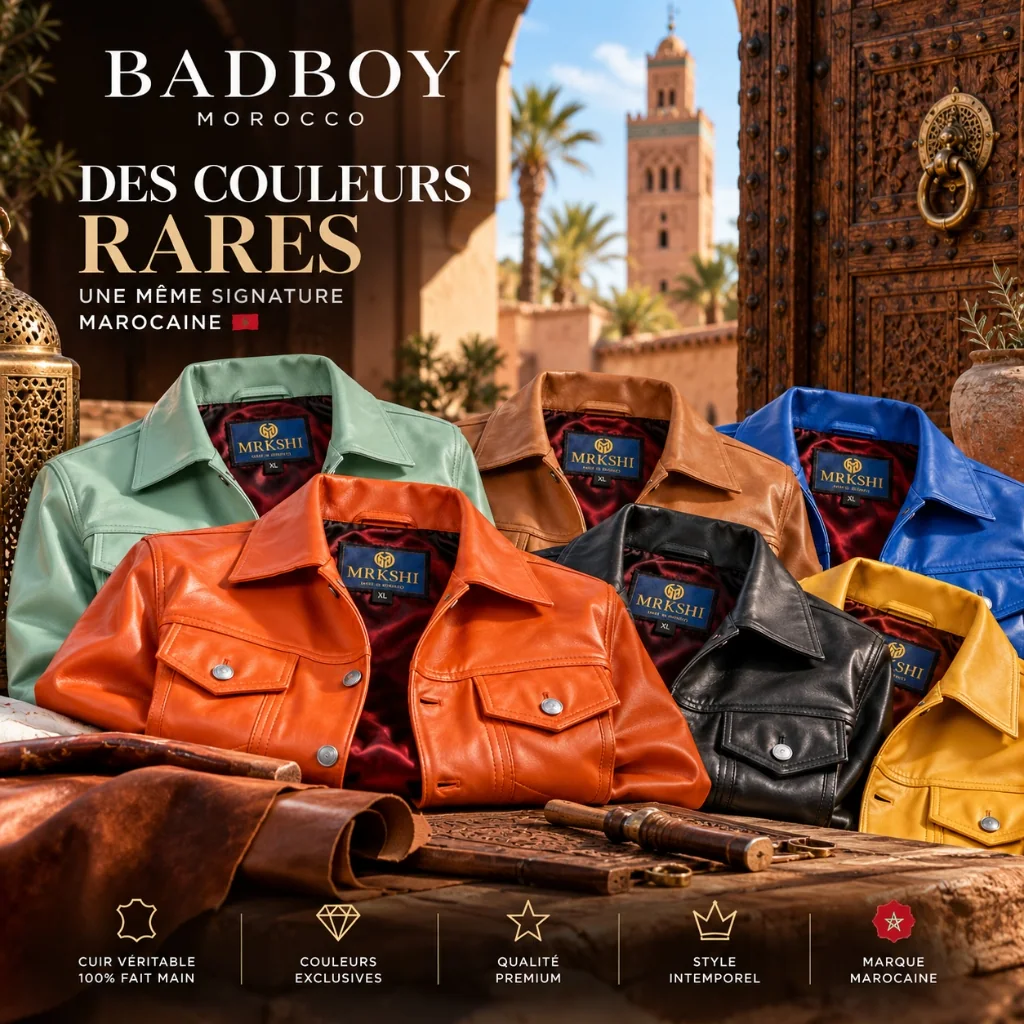 BADBOY
MOROCCO
DES COULEURS
RARES
UNE MÊME SIGNATURE
MAROCAINE
MRKSHI
XL
MRKSHI
XL
MRKSHI
XL
MRKSHI
XL
MRKSHI
XL
SHI
CUIR VÉRITABLE
100% FAIT MAIN
COULEURS
EXCLUSIVES
QUALITÉ
PREMIUM
STYLE
INTEMPOREL
MARQUE
MAROCAINE